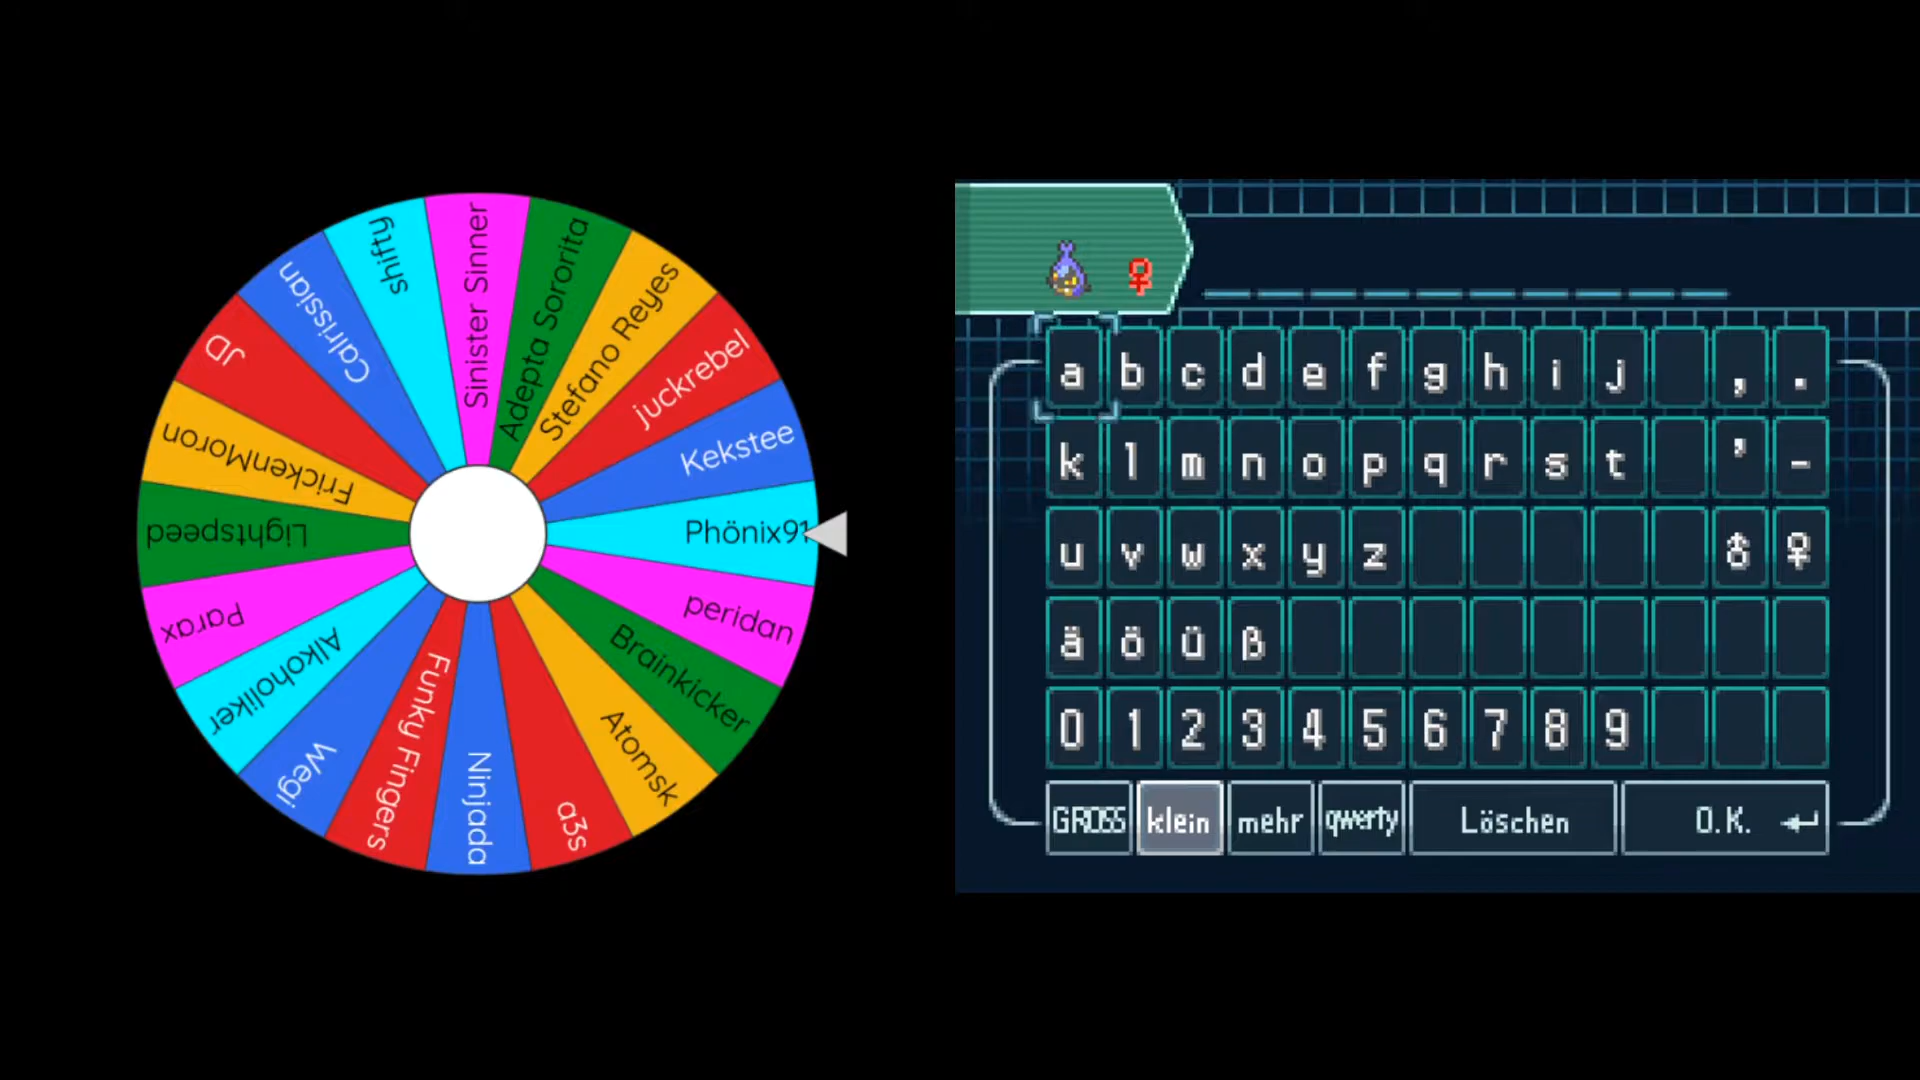 Sinister Sinner
Adepta Sororita
Stefano Reyes
juckrebel
Kekstee
Phönix91
peridan
Brainkicker
Atomsk
a3s
Ninjada
Funky Fingers
Wegi
Alkoholiker
Parax
Lightspeed
FrickenMoron
JD
Calrissian
shifty
♀
a b c d e f g h i j , .
k l m n o p q r s t ' -
u v w x y z ♂ ♀
ä ö ü ß
0 1 2 3 4 5 6 7 8 9
GROSS klein mehr qwerty Löschen O.K.